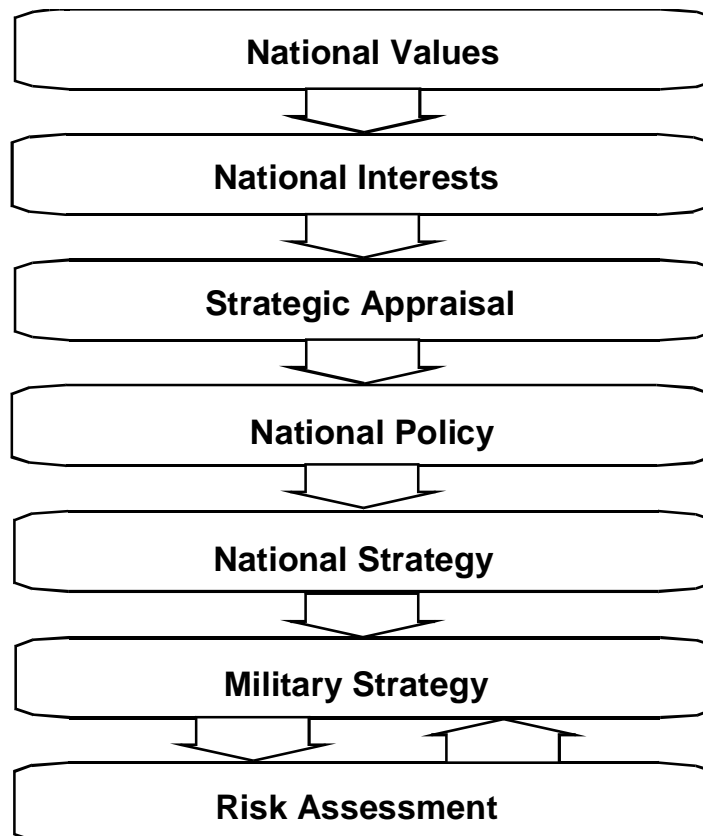 National Values
National Interests
Strategic Appraisal
National Policy
National Strategy
Military Strategy
Risk Assessment